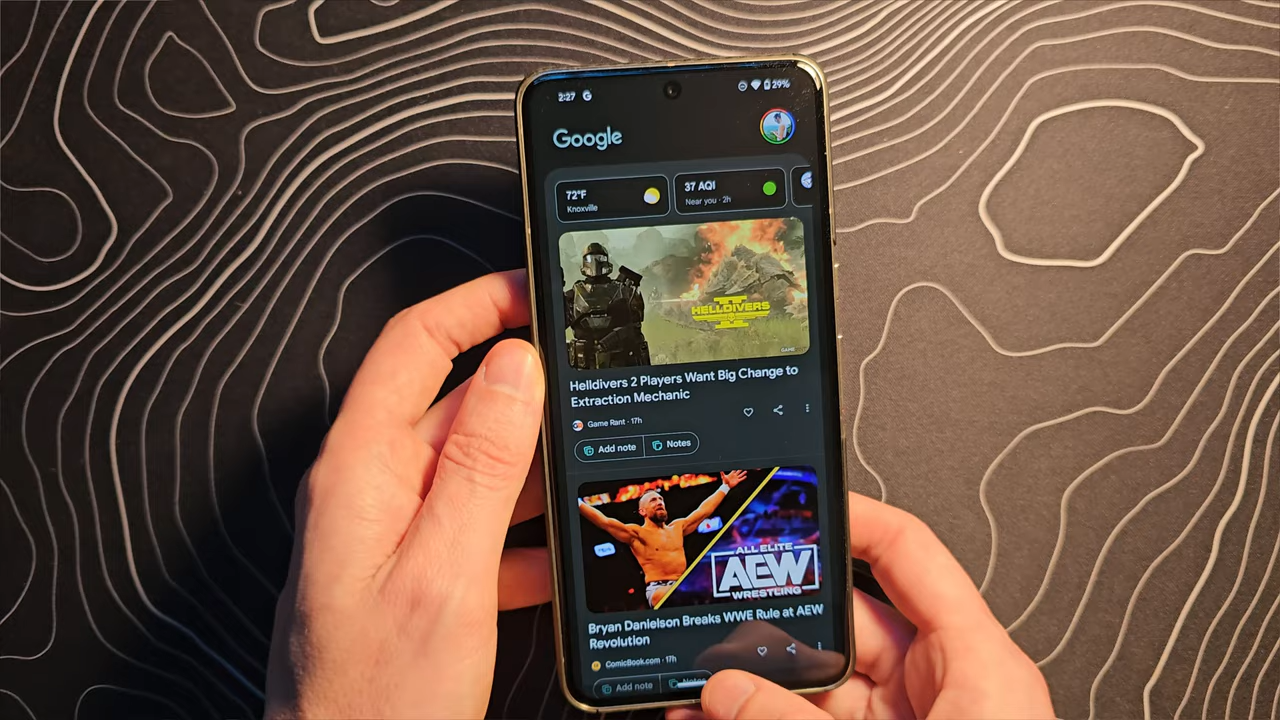 2:27 G 29%
Google
72°F
Knoxville
37 AQI
Near you · 2h
HELLDIVERS
GAME
Helldivers 2 Players Want Big Change to
Extraction Mechanic
Game Rant · 17h
Add note Notes
ALL ELITE
AEW
WRESTLING
Bryan Danielson Breaks WWE Rule at AEW
Revolution
ComicBook.com · 17h
Add note Notes